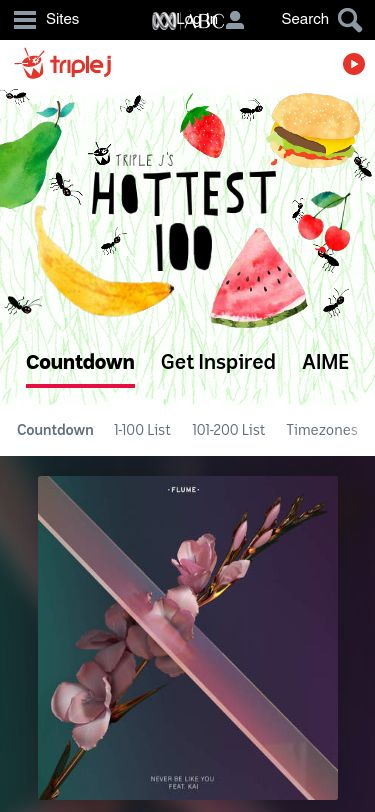 Sites
ABC
Log In
Search
triple j
TRIPLE J'S
HOTTEST
100
Countdown
Get Inspired
AIME
Countdown
1-100 List
101-200 List
Timezones
·FLUME·
NEVER BE LIKE YOU
FEAT. KAI